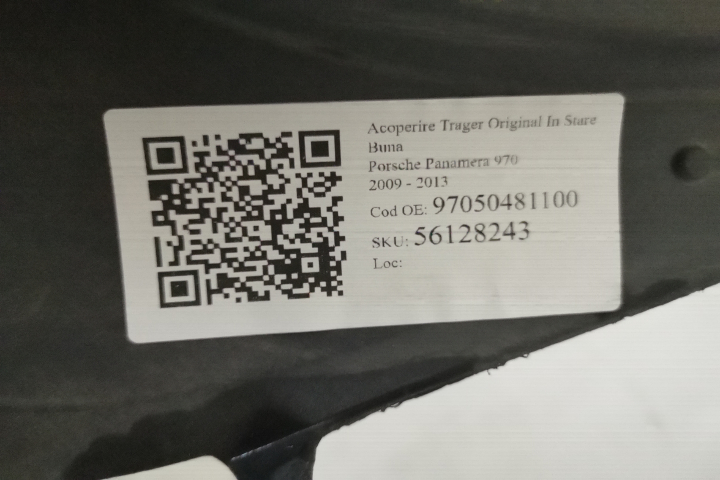 Acoperire Trager Original In Stare
Buna
Porsche Panamera 970
2009 - 2013
Cod OE: 97050481100
SKU: 56128243
Loc: